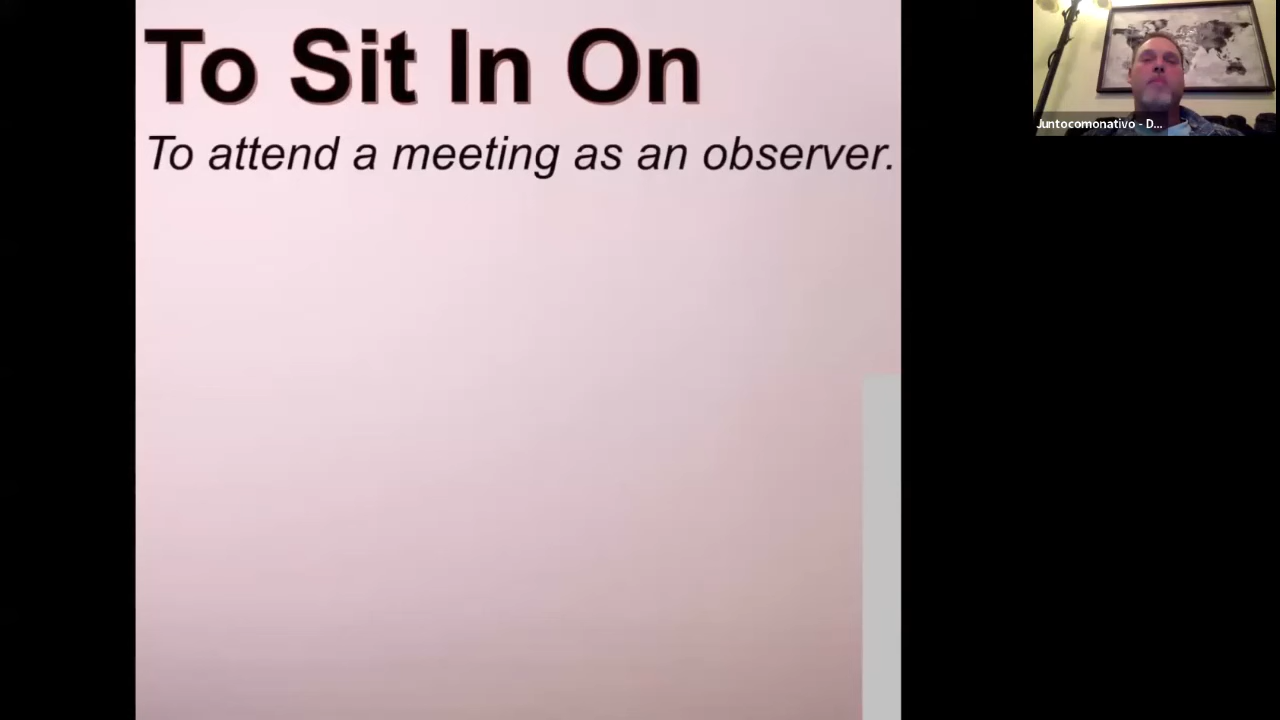 To Sit In On
To attend a meeting as an observer.
Juntocomonativo - D...